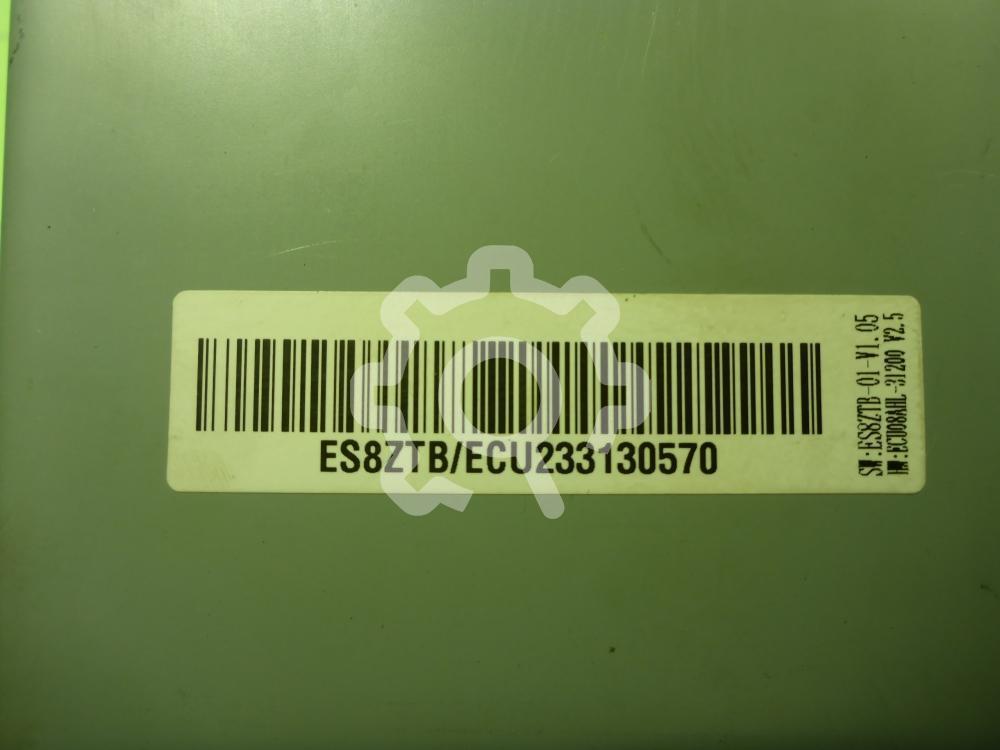 ES8ZTB/ECU233130570
SW:ES8ZTB-01-V1.05
HW:ECU08AHL-31200 V2.5